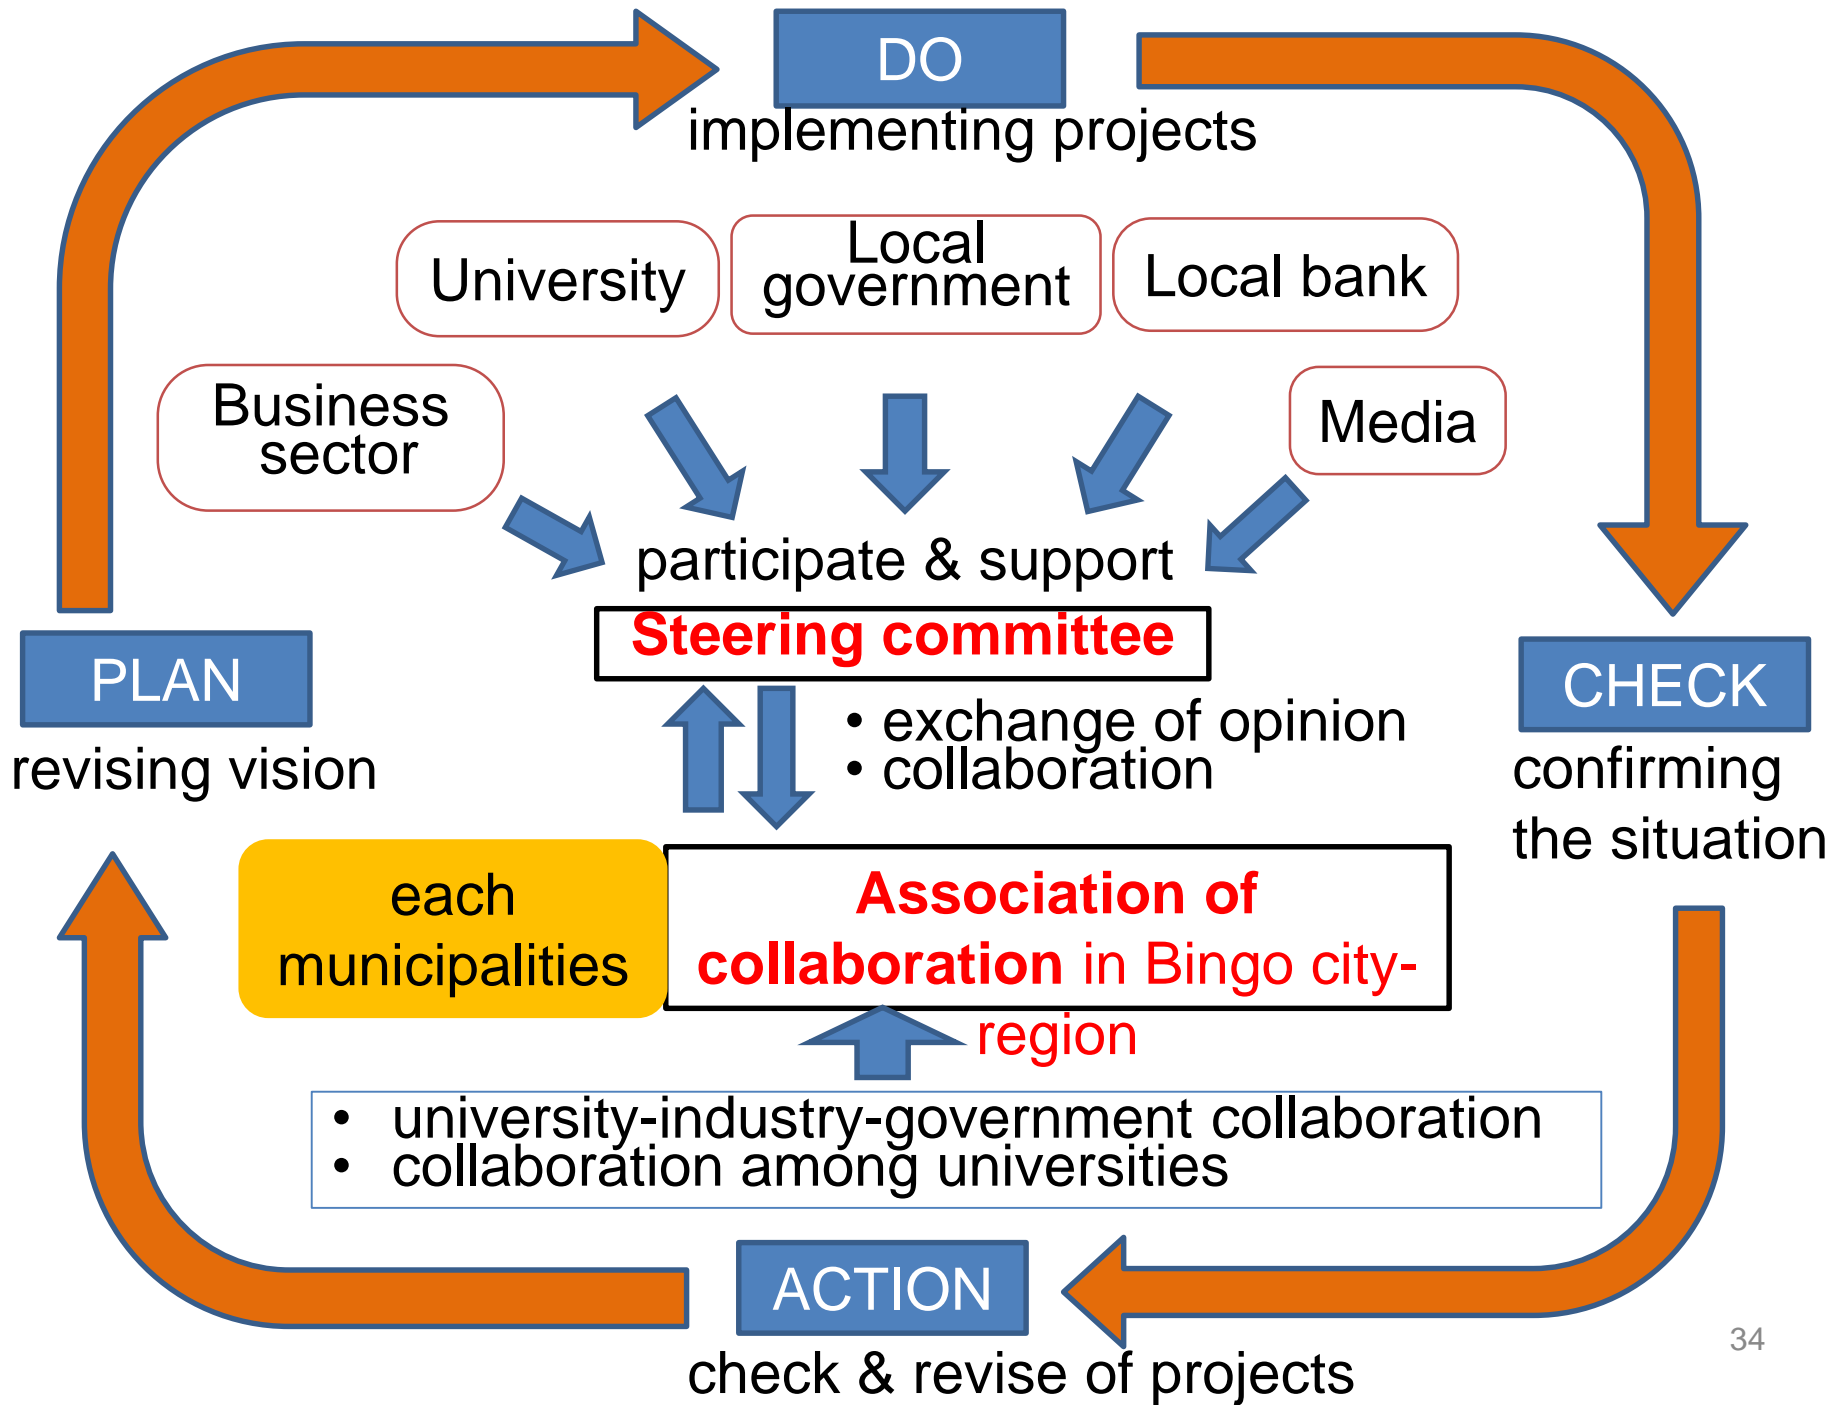 DO
implementing projects
University
Local
government
Local bank
Business
sector
Media
participate & support
Steering committee
PLAN
revising vision
• exchange of opinion
• collaboration
CHECK
confirming
the situation
each
municipalities
Association of
collaboration in Bingo city-
region
• university-industry-government collaboration
• collaboration among universities
ACTION
check & revise of projects
34